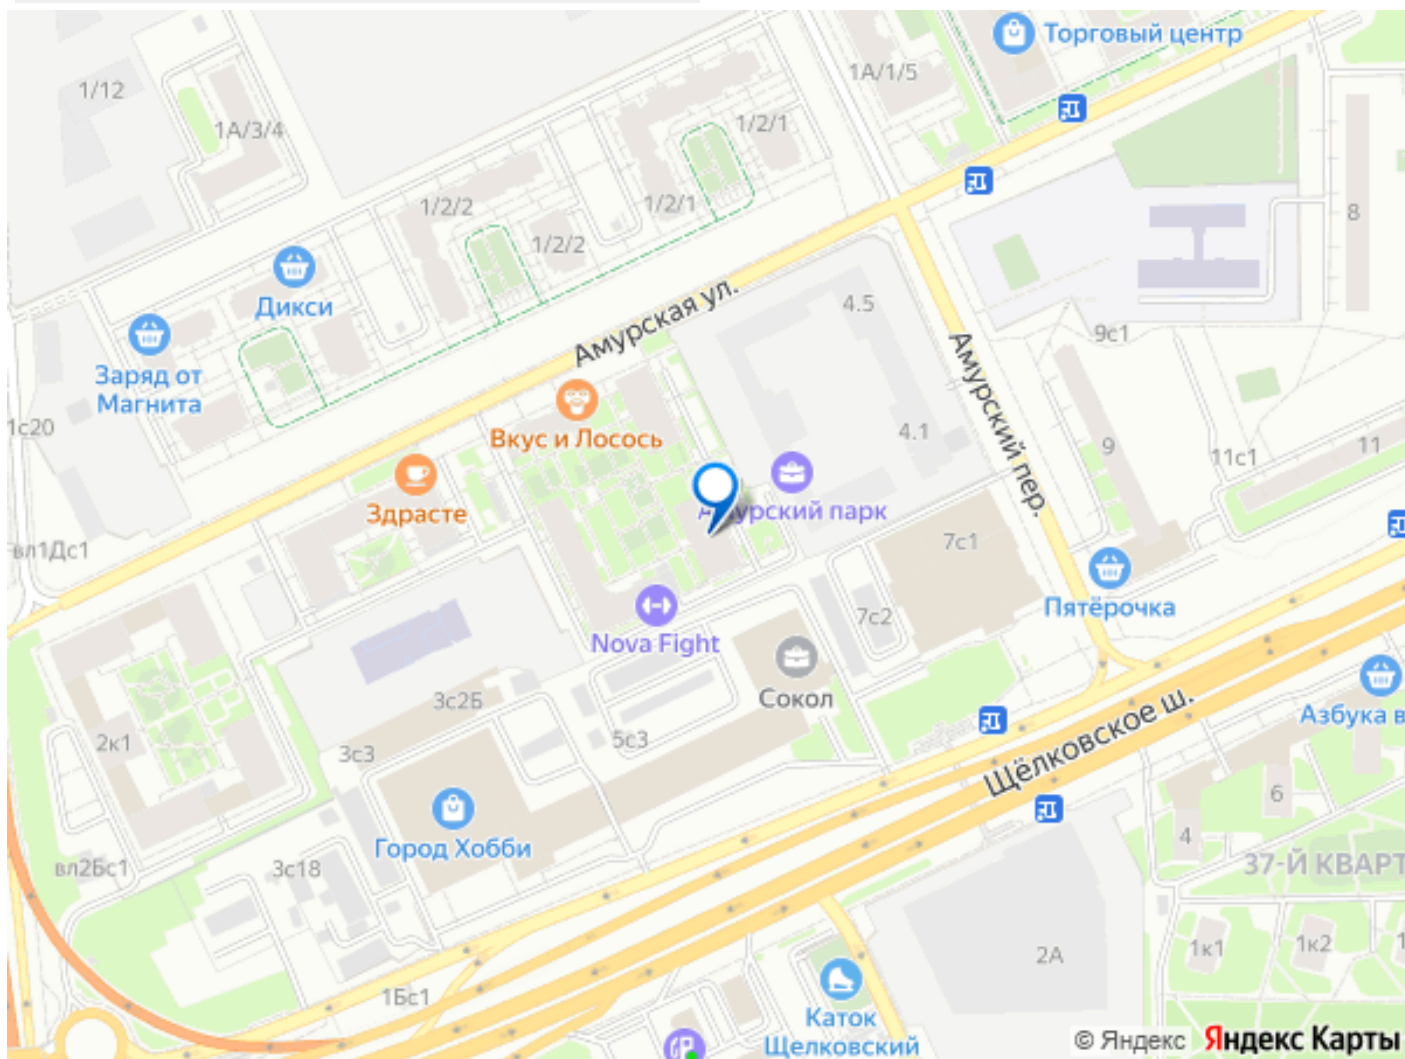 Торговый центр
1/12
1А/1/5
1А/3/4
1/2/1
1/2/2
1/2/1
8
1/2/2
Дикси
4.5
Амурская ул.
9с1
Заряд от
Магнита
Амурский пер.
1с20
Вкус и Лосось
4.1
9
11
11с1
Здрасте
Амурский парк
вл1Дс1
7с1
Пятёрочка
7с2
Nova Fight
Сокол
3с2Б
Азбука в
2к1
5с3
3с3
Щёлковское ш.
6
Город Хобби
4
вл2Бс1
3с18
37-Й КВАРТ
1к1
1к2
2А
1Бс1
Каток
Щелковский
© Яндекс Яндекс Карты